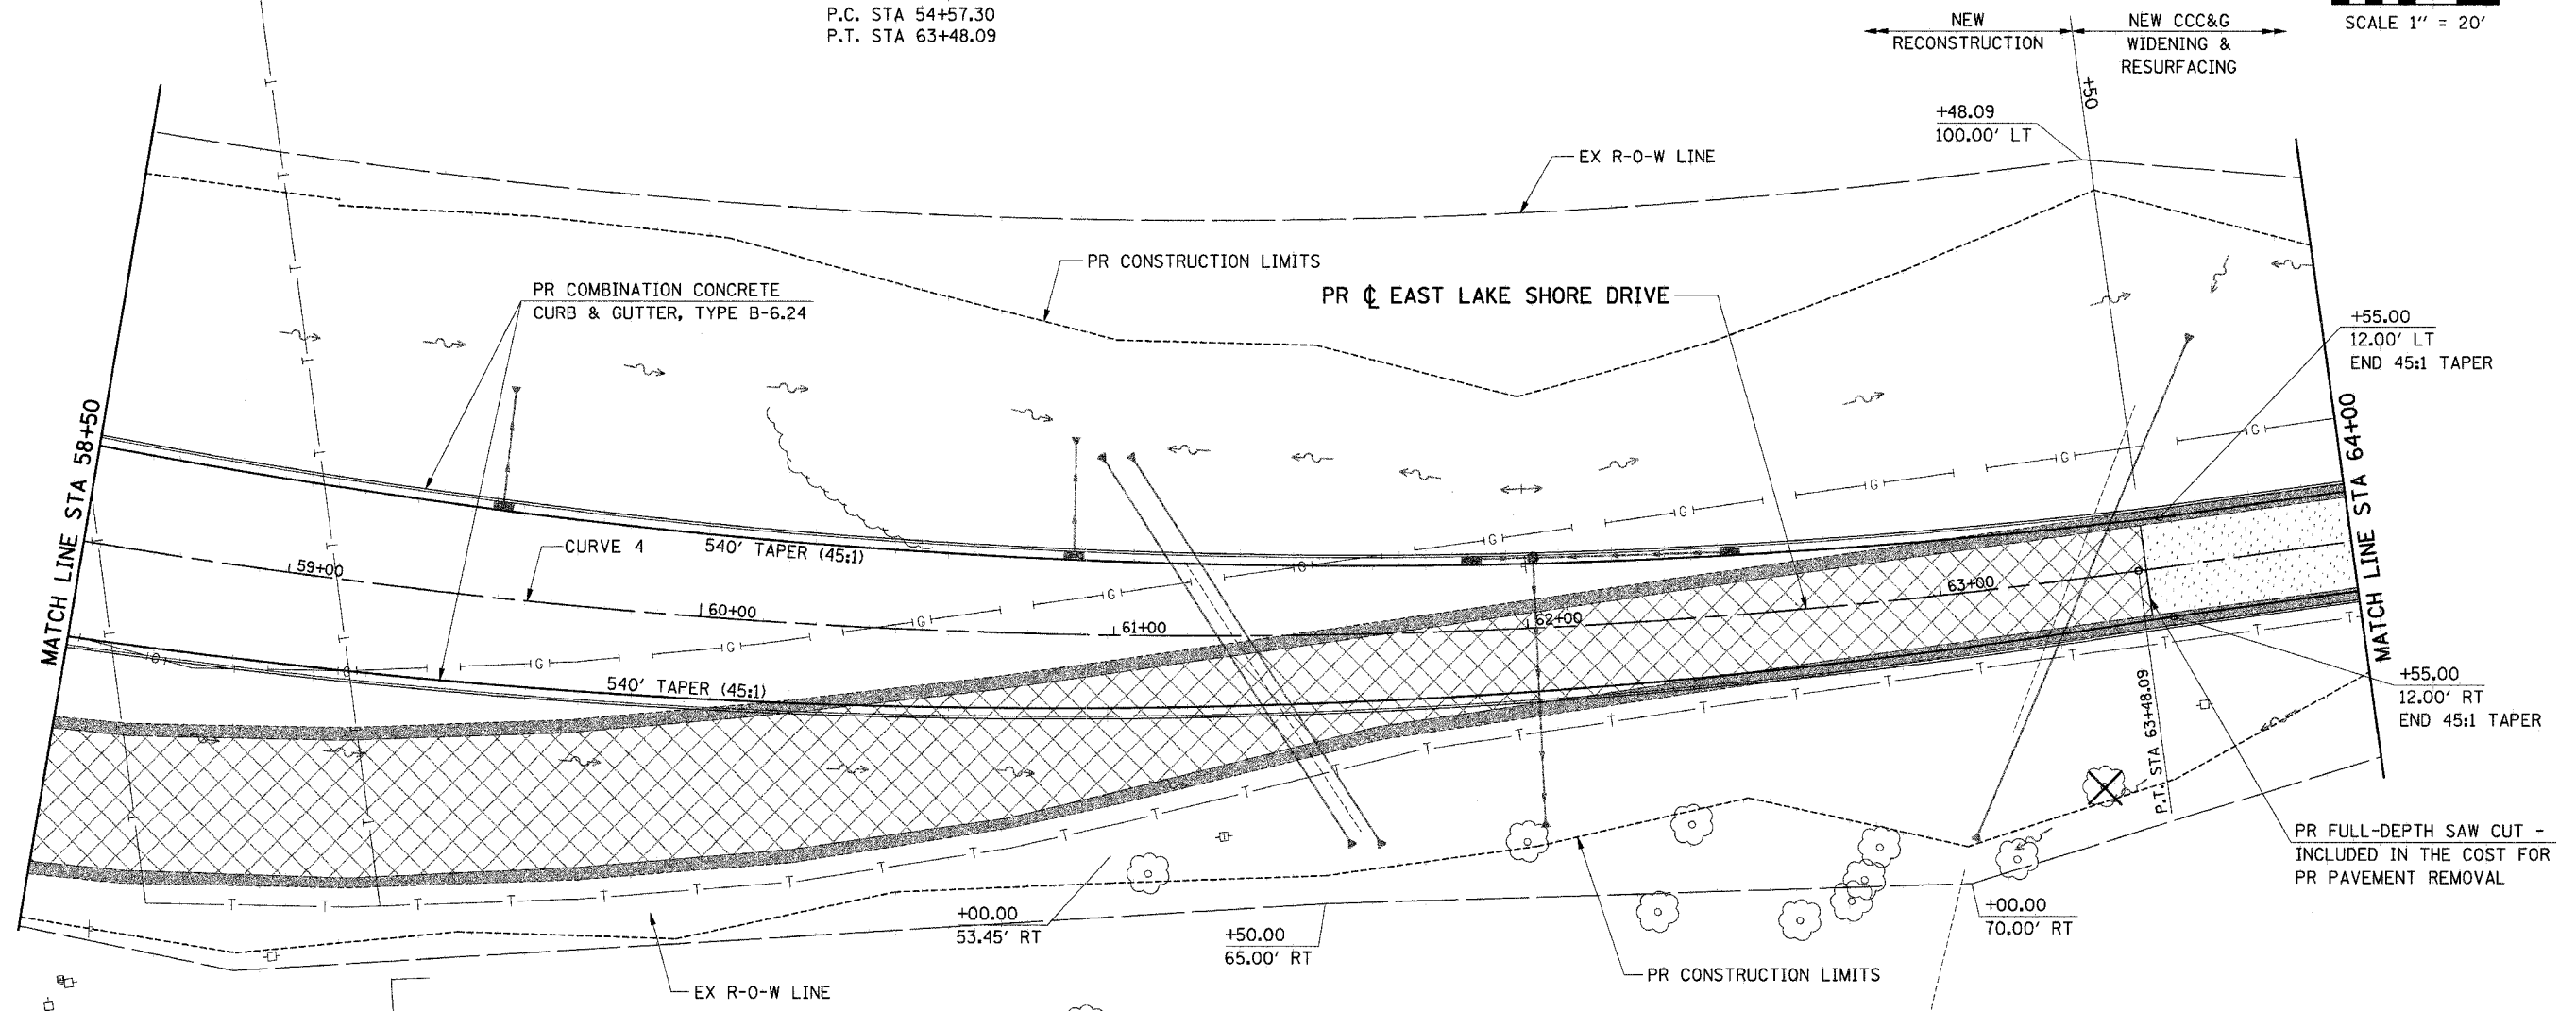 P.C. STA 54+57.30
P.T. STA 63+48.09
NEW
RECONSTRUCTION
NEW CCC&G
WIDENING &
RESURFACING
SCALE 1" = 20'
+50
+48.09
100.00' LT
EX R-O-W LINE
PR CONSTRUCTION LIMITS
PR COMBINATION CONCRETE
CURB & GUTTER, TYPE B-6.24
PR ℄ EAST LAKE SHORE DRIVE
+55.00
12.00' LT
END 45:1 TAPER
MATCH LINE STA 58+50
MATCH LINE STA 64+00
CURVE 4
540' TAPER (45:1)
59+00
60+00
61+00
62+00
63+00
540' TAPER (45:1)
P.T. STA 63+48.09
+55.00
12.00' RT
END 45:1 TAPER
PR FULL-DEPTH SAW CUT -
INCLUDED IN THE COST FOR
PR PAVEMENT REMOVAL
+00.00
53.45' RT
+50.00
65.00' RT
+00.00
70.00' RT
PR CONSTRUCTION LIMITS
EX R-O-W LINE